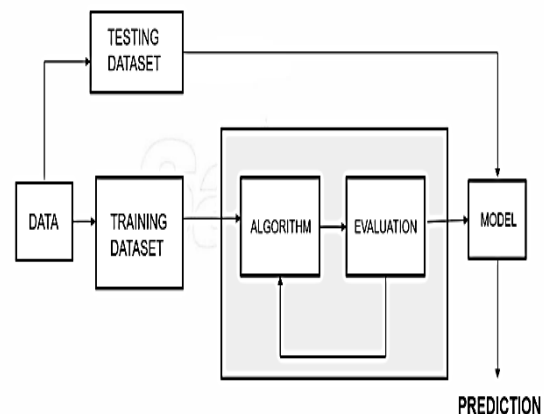 TESTING
DATASET
DATA
TRAINING
DATASET
ALGORITHM
EVALUATION
MODEL
PREDICTION